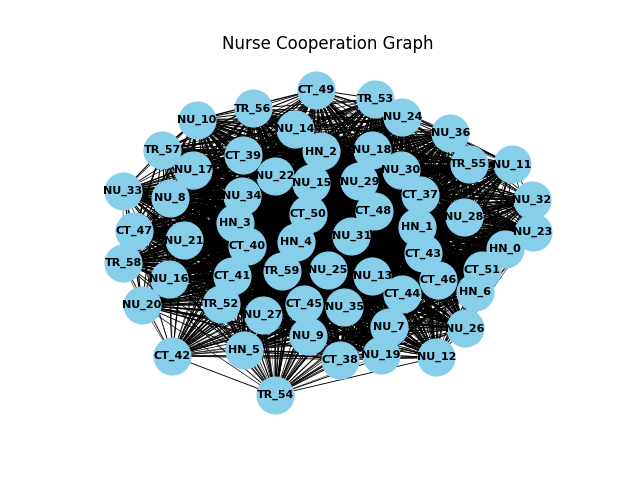 Nurse Cooperation Graph
CT_49
TR_53
TR_56
NU_24
NU_10
NU_14
NU_36
TR_57
CT_39
HN_2
NU_18
TR_55
NU_11
NU_17
NU_22
NU_15
NU_29
NU_30
NU_33
NU_8
NU_34
CT_37
NU_32
CT_50
CT_48
NU_28
CT_47
HN_3
HN_1
NU_23
NU_21
CT_40
HN_4
NU_31
CT_43
HN_0
TR_58
NU_16
CT_41
TR_59
NU_25
NU_13
CT_46
CT_51
HN_6
CT_44
NU_20
TR_52
NU_27
CT_45
NU_35
NU_7
NU_26
NU_9
CT_42
HN_5
CT_38
NU_19
NU_12
TR_54